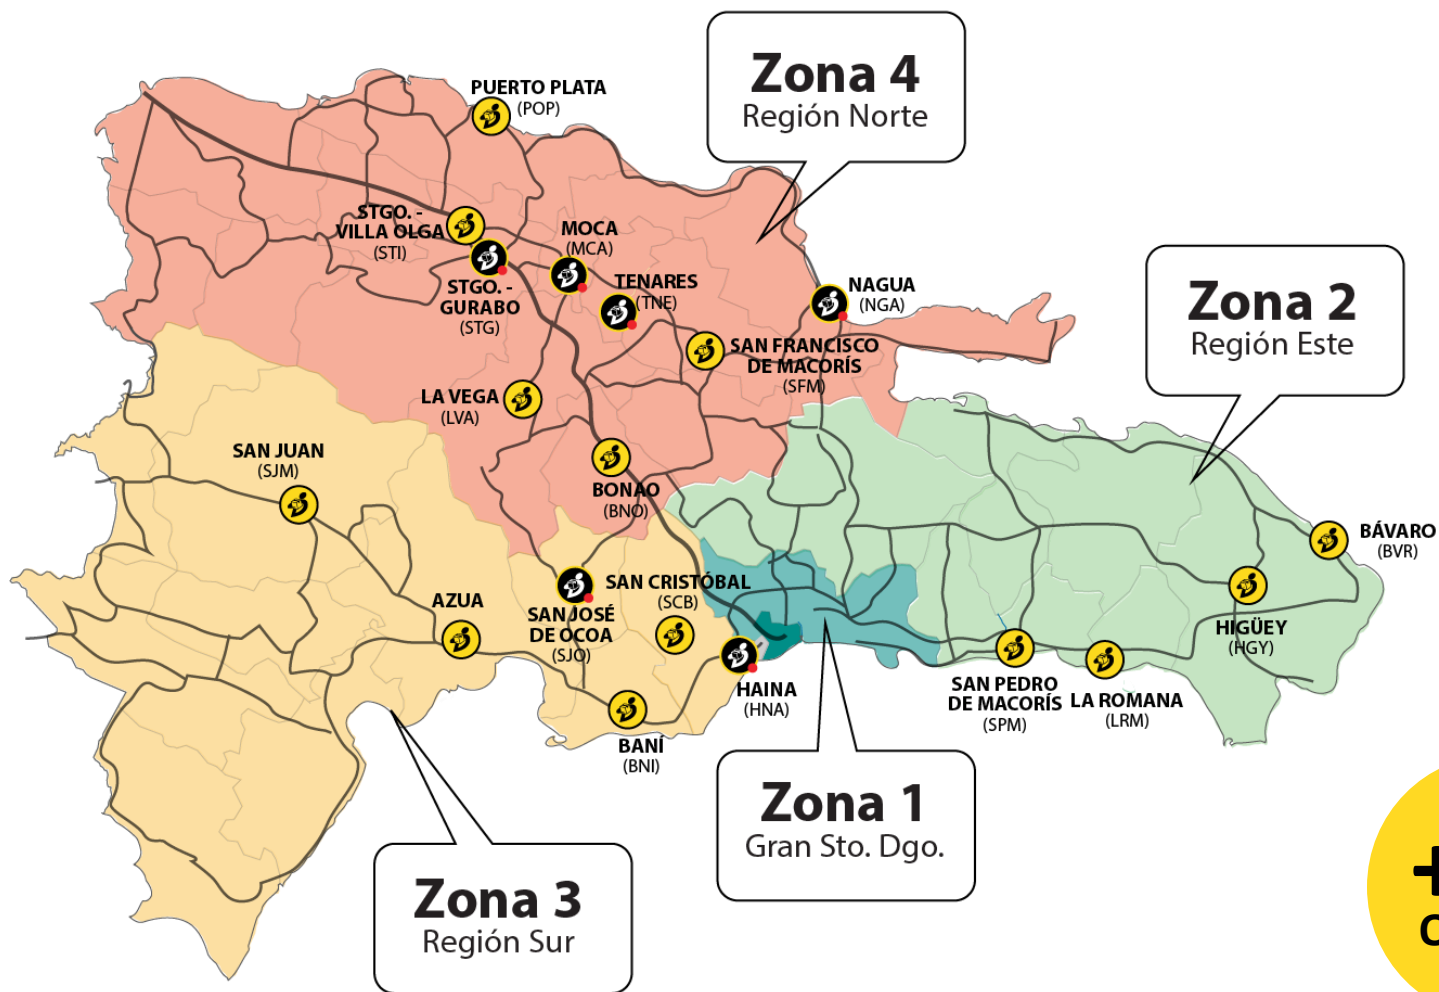 Zona 4
Región Norte
PUERTO PLATA
(POP)
STGO. -
VILLA OLGA
(STI)
MOCA
(MCA)
STGO. -
GURABO
(STG)
TENARES
(TNE)
NAGUA
(NGA)
SAN FRANCISCO
DE MACORÍS
(SFM)
LA VEGA
(LVA)
BONAO
(BNO)
Zona 2
Región Este
BÁVARO
(BVR)
HIGÜEY
(HGY)
SAN PEDRO
DE MACORÍS
(SPM)
LA ROMANA
(LRM)
SAN JUAN
(SJM)
AZUA
SAN JOSÉ
DE OCOA
(SJO)
SAN CRISTÓBAL
(SCB)
HAINA
(HNA)
BANÍ
(BNI)
Zona 1
Gran Sto. Dgo.
Zona 3
Región Sur